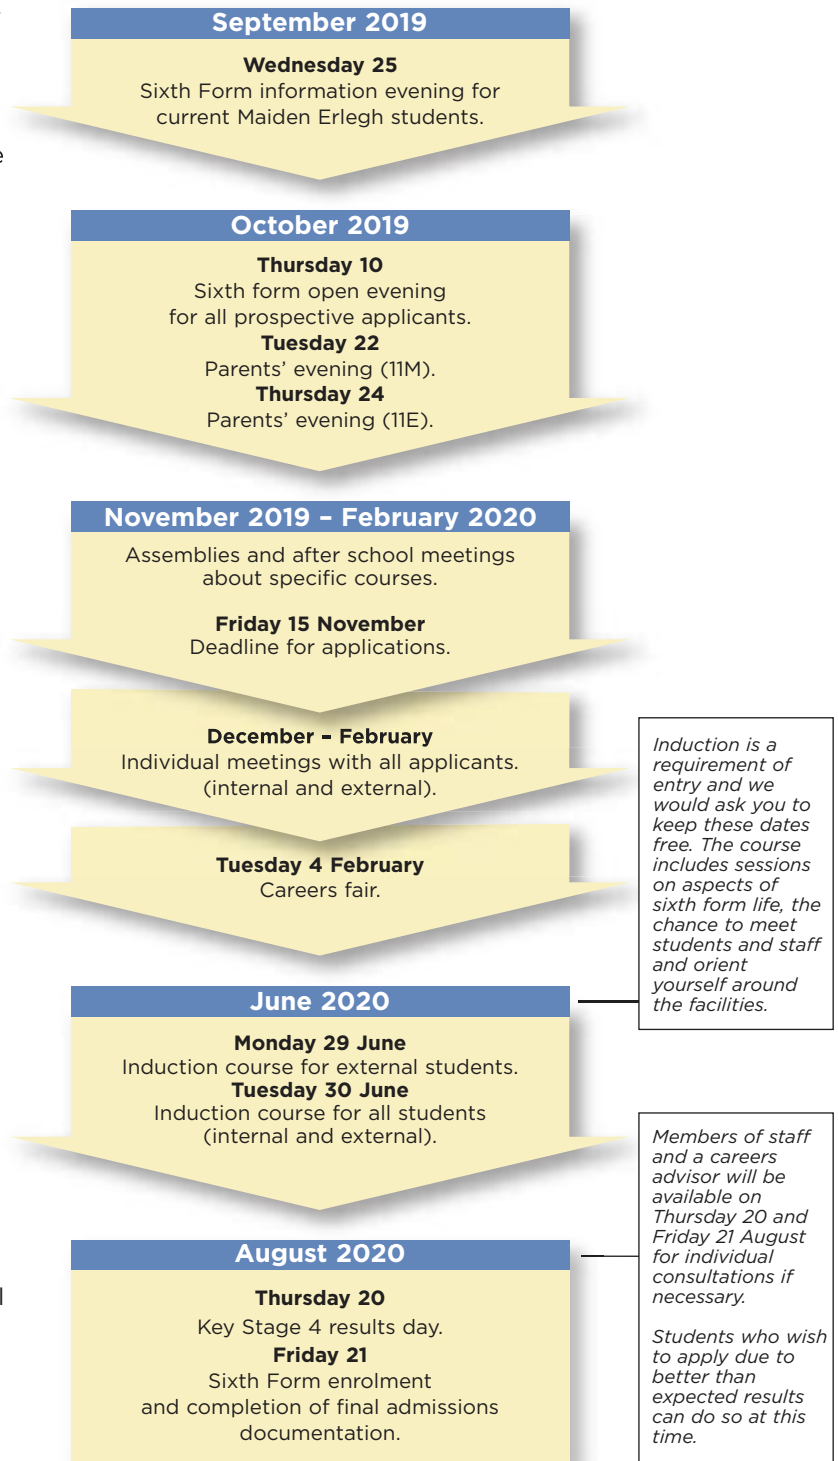 September 2019
Wednesday 25
Sixth Form information evening for
current Maiden Erlegh students.
e
October 2019
Thursday 10
Sixth form open evening
for all prospective applicants.
Tuesday 22
Parents' evening (11M).
Thursday 24
Parents' evening (11E).
November 2019 – February 2020
Assemblies and after school meetings
about specific courses.
Friday 15 November
Deadline for applications.
December – February
Individual meetings with all applicants.
(internal and external).
Tuesday 4 February
Careers fair.
Induction is a
requirement of
entry and we
would ask you to
keep these dates
free. The course
includes sessions
on aspects of
sixth form life, the
chance to meet
students and staff
and orient
yourself around
the facilities.
June 2020
Monday 29 June
Induction course for external students.
Tuesday 30 June
Induction course for all students
(internal and external).
Members of staff
and a careers
advisor will be
available on
Thursday 20 and
Friday 21 August
for individual
consultations if
necessary.
Students who wish
to apply due to
better than
expected results
can do so at this
time.
August 2020
Thursday 20
l
Key Stage 4 results day.
Friday 21
Sixth Form enrolment
and completion of final admissions
documentation.